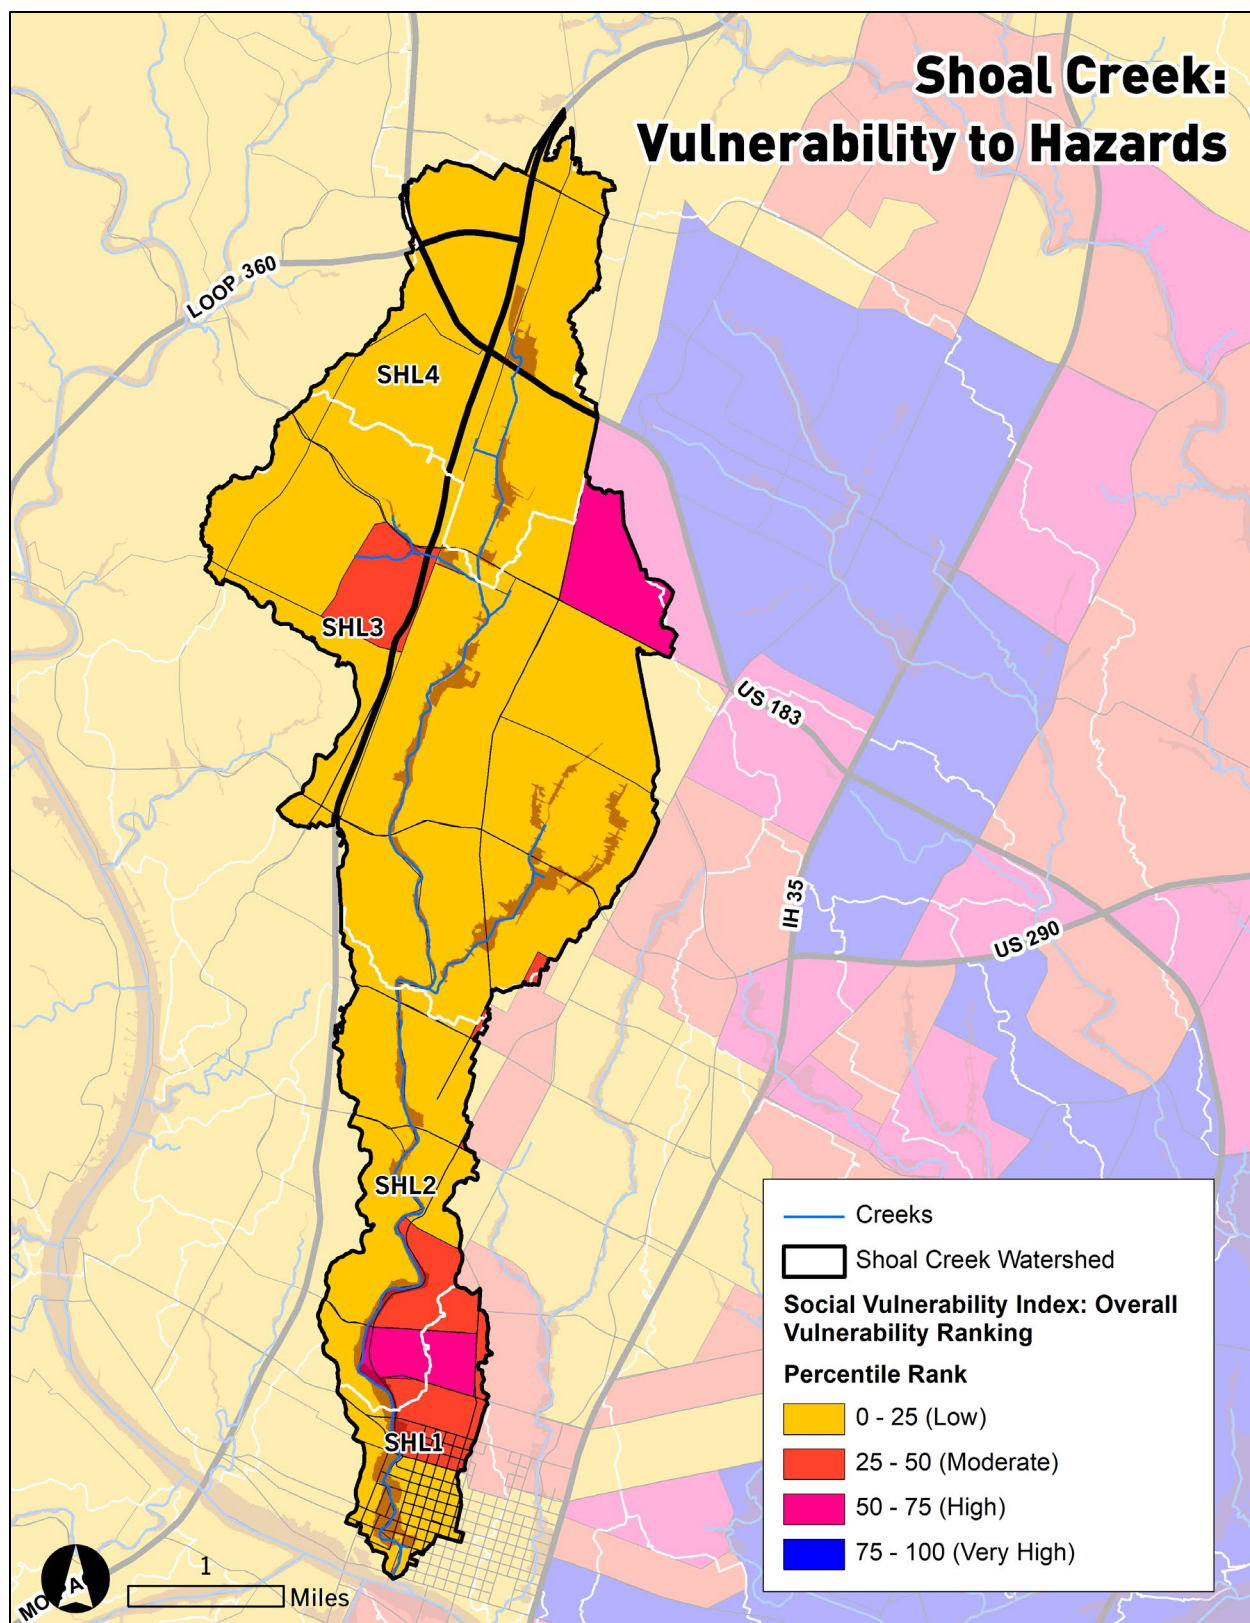 Shoal Creek:
Vulnerability to Hazards
LOOP 360
SHL4
SHL3
US 183
IH 35
US 290
SHL2
SHL1
Creeks
Shoal Creek Watershed
Social Vulnerability Index: Overall
Vulnerability Ranking
Percentile Rank
0 - 25 (Low)
25 - 50 (Moderate)
50 - 75 (High)
75 - 100 (Very High)
1
Miles